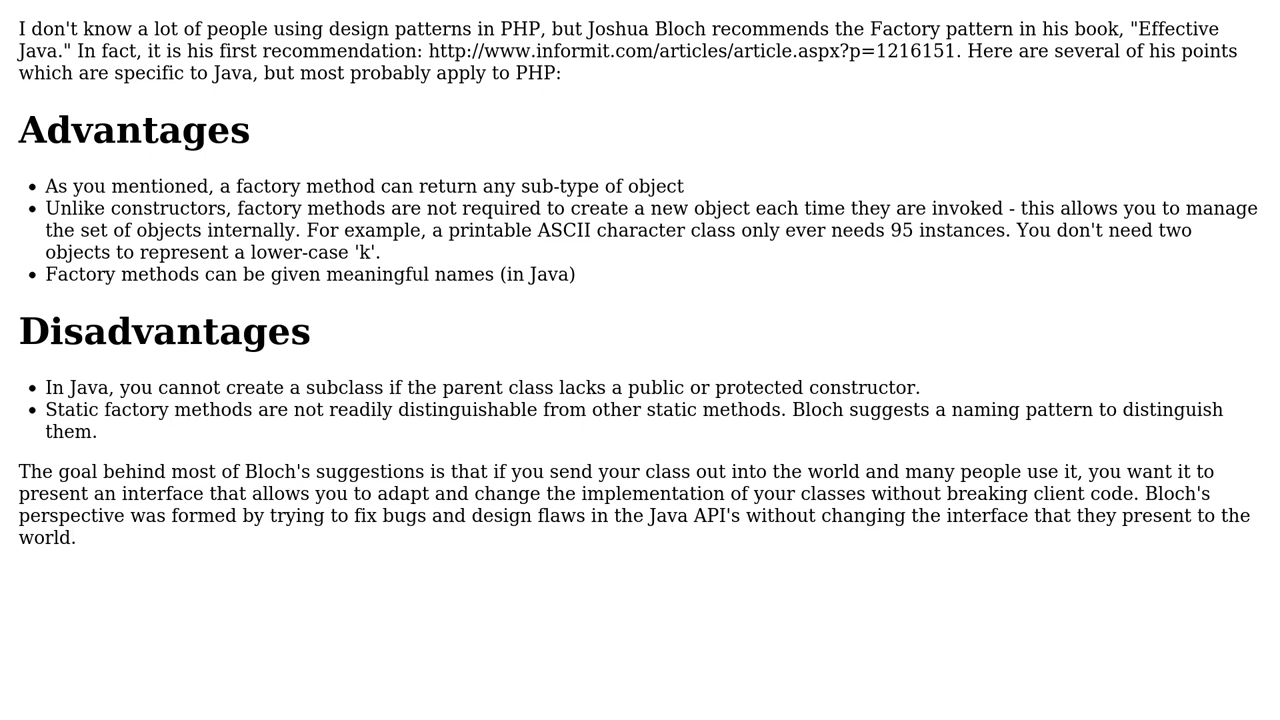 I don't know a lot of people using design patterns in PHP, but Joshua Bloch recommends the Factory pattern in his book, "Effective
Java." In fact, it is his first recommendation: http://www.informit.com/articles/article.aspx?p=1216151. Here are several of his points
which are specific to Java, but most probably apply to PHP:
Advantages
• As you mentioned, a factory method can return any sub-type of object
• Unlike constructors, factory methods are not required to create a new object each time they are invoked - this allows you to manage
the set of objects internally. For example, a printable ASCII character class only ever needs 95 instances. You don't need two
objects to represent a lower-case 'k'.
• Factory methods can be given meaningful names (in Java)
Disadvantages
• In Java, you cannot create a subclass if the parent class lacks a public or protected constructor.
• Static factory methods are not readily distinguishable from other static methods. Bloch suggests a naming pattern to distinguish
them.
The goal behind most of Bloch's suggestions is that if you send your class out into the world and many people use it, you want it to
present an interface that allows you to adapt and change the implementation of your classes without breaking client code. Bloch's
perspective was formed by trying to fix bugs and design flaws in the Java API's without changing the interface that they present to the
world.